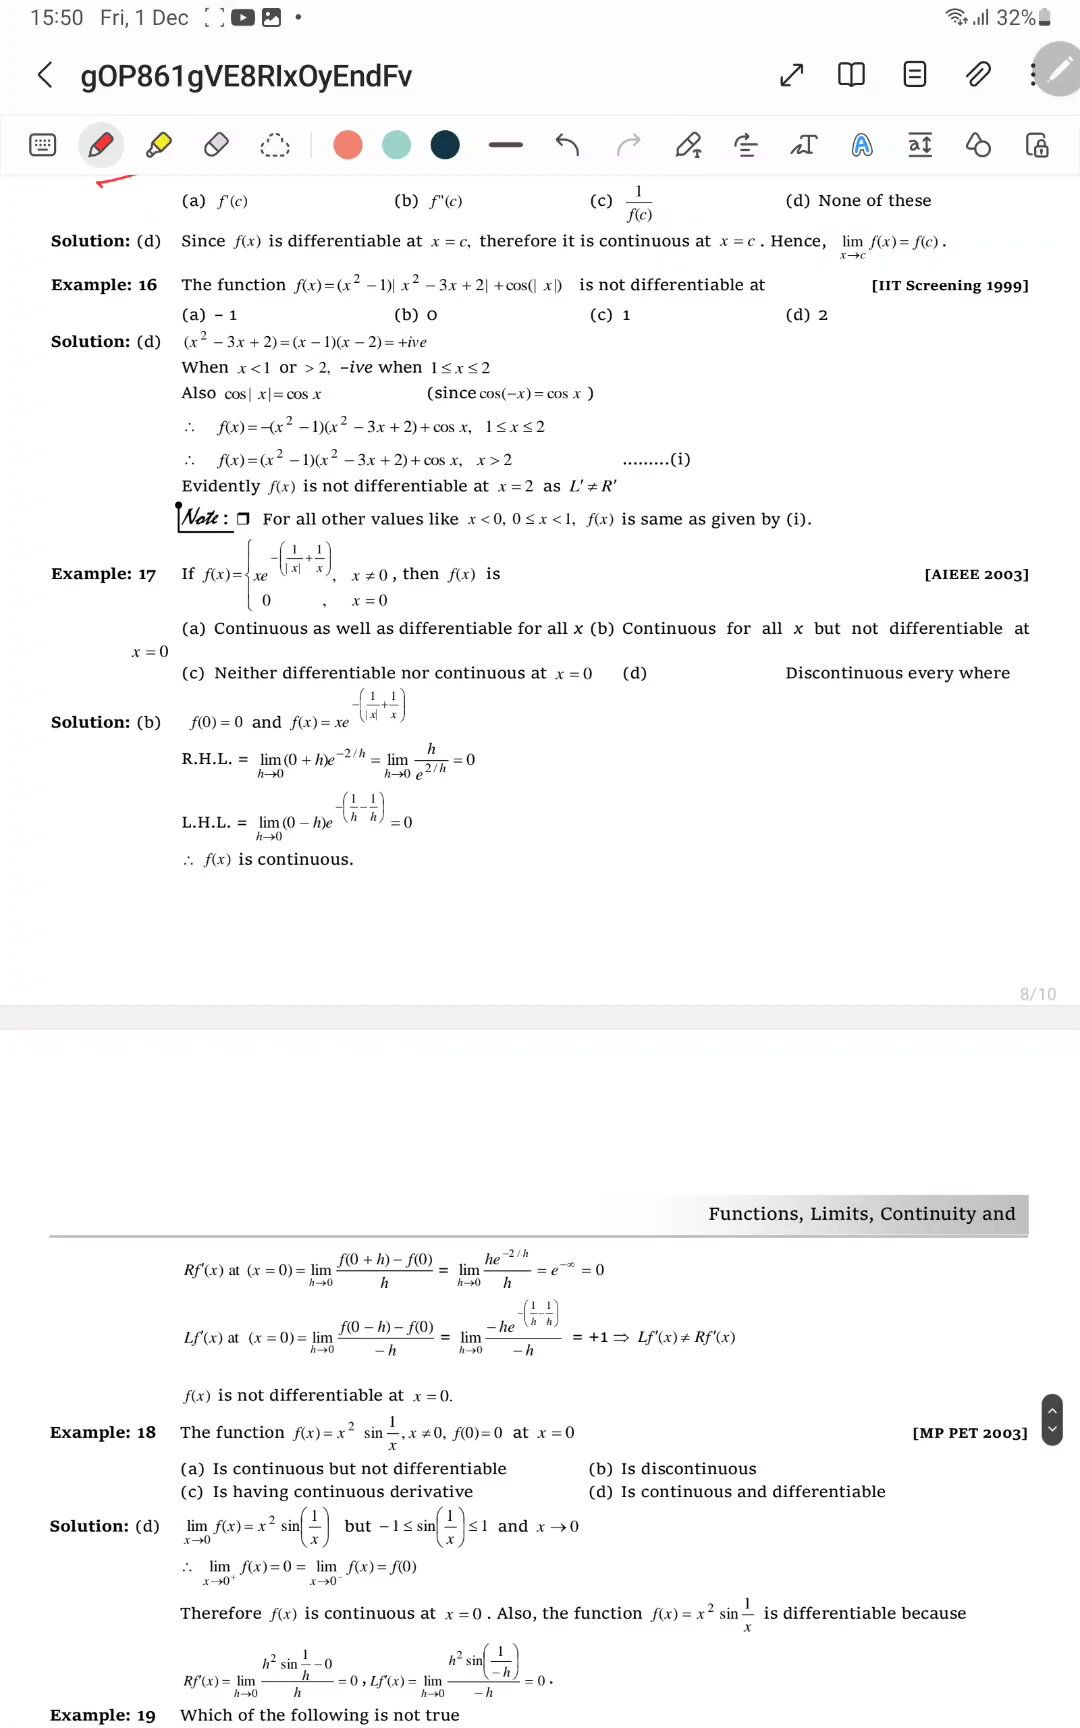 15:50 Fri, 1 Dec
32%
gOP861gVE8RIxOyEndFv
(a) f'(c) (b) f"(c) (c) 1/f(c) (d) None of these
Solution: (d) Since f(x) is differentiable at x = c, therefore it is continuous at x = c . Hence, lim x→c f(x) = f(c) .
Example: 16 The function f(x) = (x² − 1)| x² − 3x + 2| + cos(| x|) is not differentiable at [IIT Screening 1999]
(a) – 1 (b) 0 (c) 1 (d) 2
Solution: (d) (x² − 3x + 2) = (x − 1)(x − 2) = +ive
When x < 1 or > 2, –ive when 1 ≤ x ≤ 2
Also cos| x| = cos x (since cos(−x) = cos x )
∴ f(x) = −(x² − 1)(x² − 3x + 2) + cos x, 1 ≤ x ≤ 2
∴ f(x) = (x² − 1)(x² − 3x + 2) + cos x, x > 2 .........(i)
Evidently f(x) is not differentiable at x = 2 as L' ≠ R'
Note : ❐ For all other values like x < 0, 0 ≤ x < 1, f(x) is same as given by (i).
Example: 17 If f(x) = { xe^−(1/|x| + 1/x), x ≠ 0 , then f(x) is [AIEEE 2003]
0 , x = 0
(a) Continuous as well as differentiable for all x (b) Continuous for all x but not differentiable at
x = 0
(c) Neither differentiable nor continuous at x = 0 (d) Discontinuous every where
Solution: (b) f(0) = 0 and f(x) = xe^−(1/|x| + 1/x)
R.H.L. = lim h→0 (0 + h)e^−2/h = lim h→0 h/e^2/h = 0
L.H.L. = lim h→0 (0 − h)e^−(1/h − 1/h) = 0
∴ f(x) is continuous.
8/10
Functions, Limits, Continuity and
Rf'(x) at (x = 0) = lim h→0 f(0 + h) − f(0)/h = lim h→0 he^−2/h/h = e^−∞ = 0
Lf'(x) at (x = 0) = lim h→0 f(0 − h) − f(0)/−h = lim h→0 −he^−(1/h − 1/h)/−h = +1 ⇒ Lf'(x) ≠ Rf'(x)
f(x) is not differentiable at x = 0.
Example: 18 The function f(x) = x² sin 1/x, x ≠ 0, f(0) = 0 at x = 0 [MP PET 2003]
(a) Is continuous but not differentiable (b) Is discontinuous
(c) Is having continuous derivative (d) Is continuous and differentiable
Solution: (d) lim x→0 f(x) = x² sin(1/x) but −1 ≤ sin(1/x) ≤ 1 and x → 0
∴ lim x→0⁺ f(x) = 0 = lim x→0⁻ f(x) = f(0)
Therefore f(x) is continuous at x = 0 . Also, the function f(x) = x² sin 1/x is differentiable because
Rf'(x) = lim h→0 h² sin 1/h − 0/h = 0 , Lf'(x) = lim h→0 h² sin(1/−h)/−h = 0 .
Example: 19 Which of the following is not true